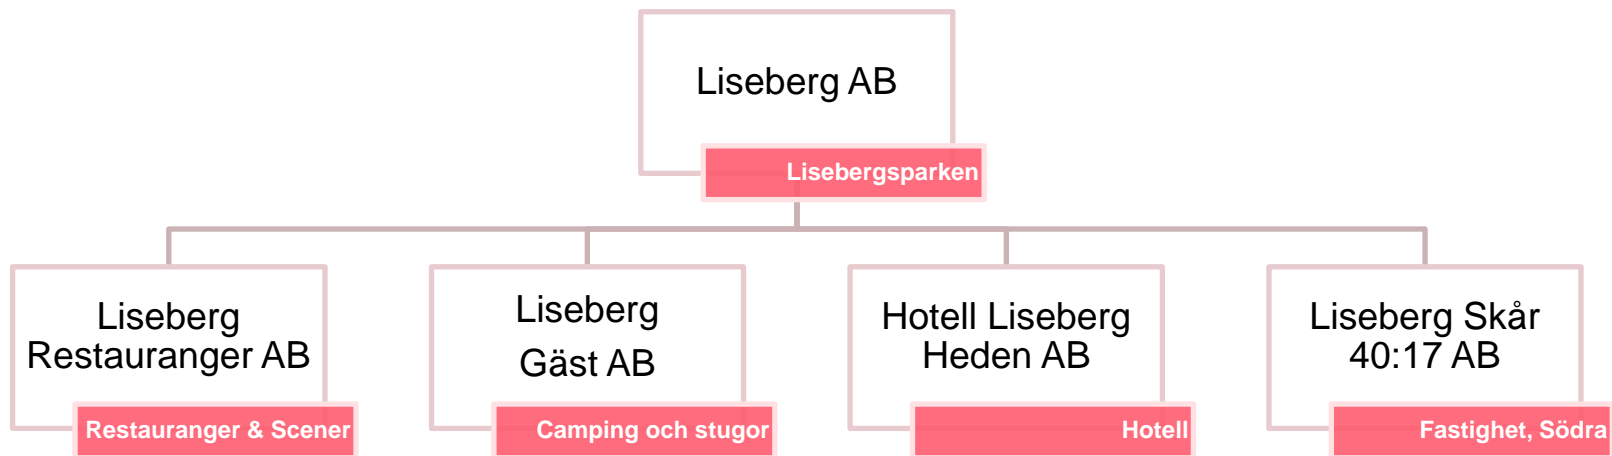 Liseberg AB
Lisebergsparken
Liseberg
Restauranger AB
Restauranger & Scener
Liseberg
Gäst AB
Camping och stugor
Hotell Liseberg
Heden AB
Hotell
Liseberg Skår
40:17 AB
Fastighet, Södra